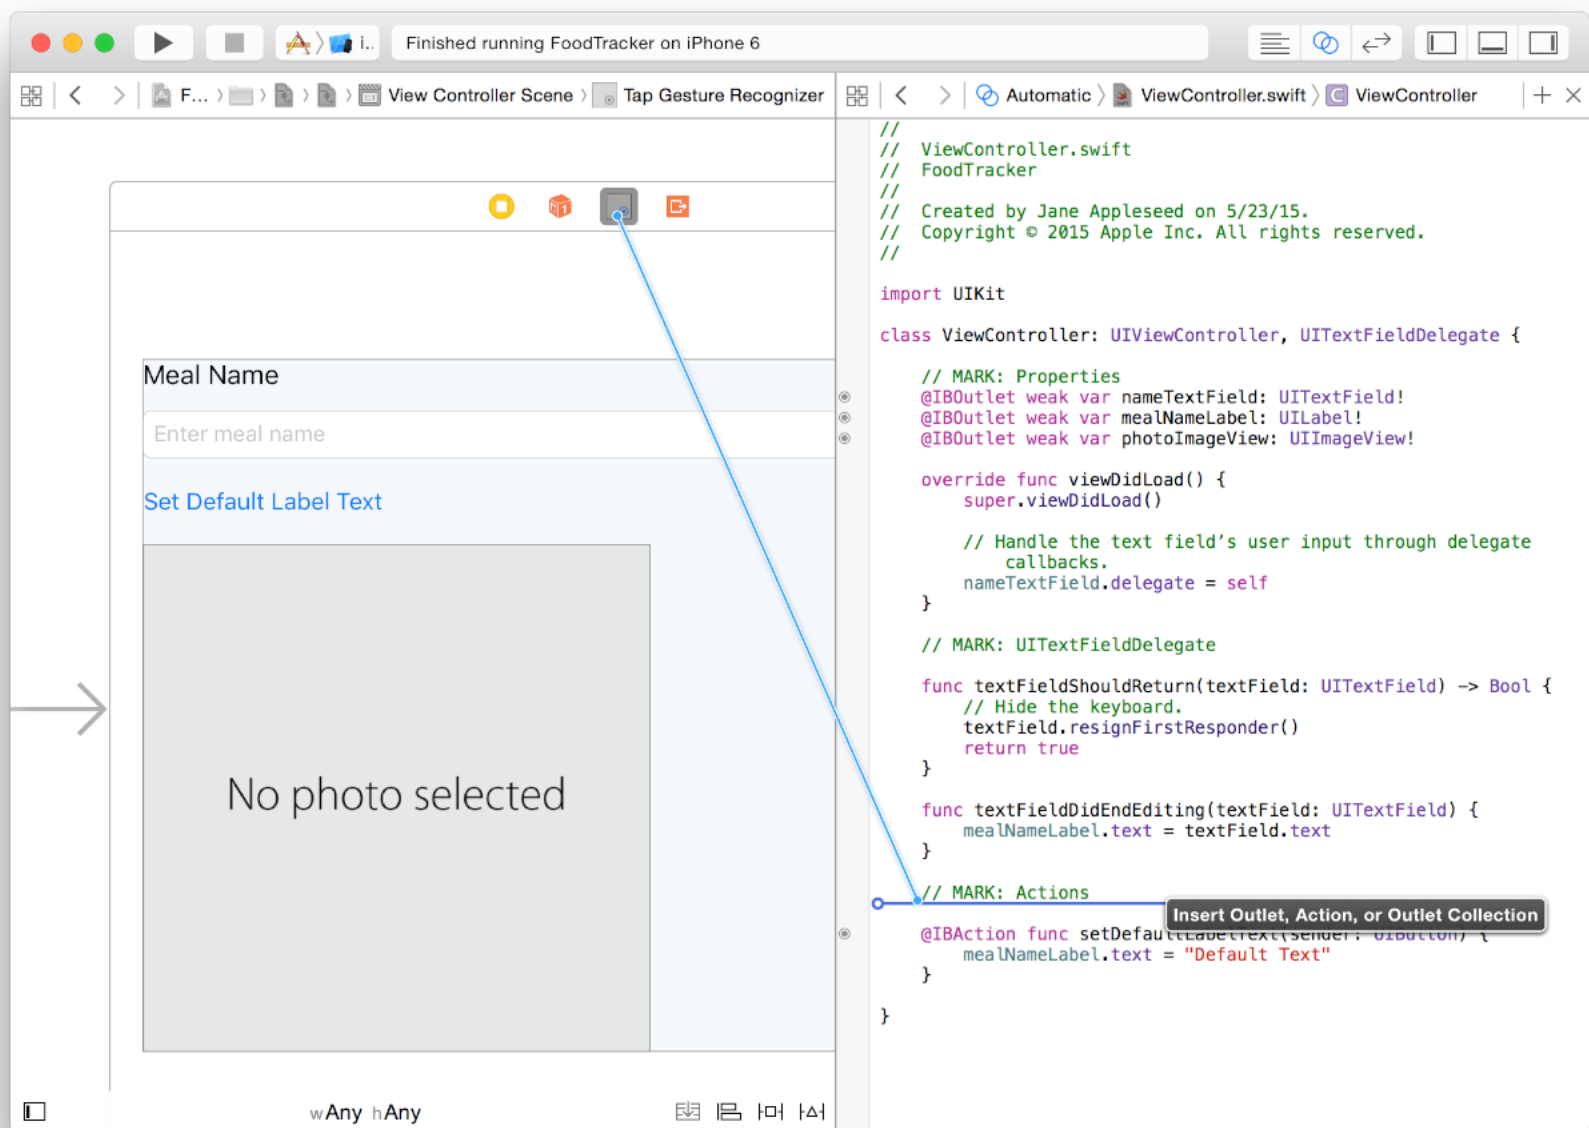 i..
Finished running FoodTracker on iPhone 6
F...
View Controller Scene
Tap Gesture Recognizer
Automatic
ViewController.swift
C
ViewController
1
Meal Name
Enter meal name
Set Default Label Text
No photo selected
wAny hAny
//
//  ViewController.swift
//  FoodTracker
//
//  Created by Jane Appleseed on 5/23/15.
//  Copyright © 2015 Apple Inc. All rights reserved.
//
import UIKit
class ViewController: UIViewController, UITextFieldDelegate {
// MARK: Properties
@IBOutlet weak var nameTextField: UITextField!
@IBOutlet weak var mealNameLabel: UILabel!
@IBOutlet weak var photoImageView: UIImageView!
override func viewDidLoad() {
super.viewDidLoad()
// Handle the text field’s user input through delegate
callbacks.
nameTextField.delegate = self
}
// MARK: UITextFieldDelegate
func textFieldShouldReturn(textField: UITextField) -> Bool {
// Hide the keyboard.
textField.resignFirstResponder()
return true
}
func textFieldDidEndEditing(textField: UITextField) {
mealNameLabel.text = textField.text
}
// MARK: Actions
Insert Outlet, Action, or Outlet Collection
@IBAction func setDefaultLabelText(sender: UIButton) {
mealNameLabel.text = "Default Text"
}
}